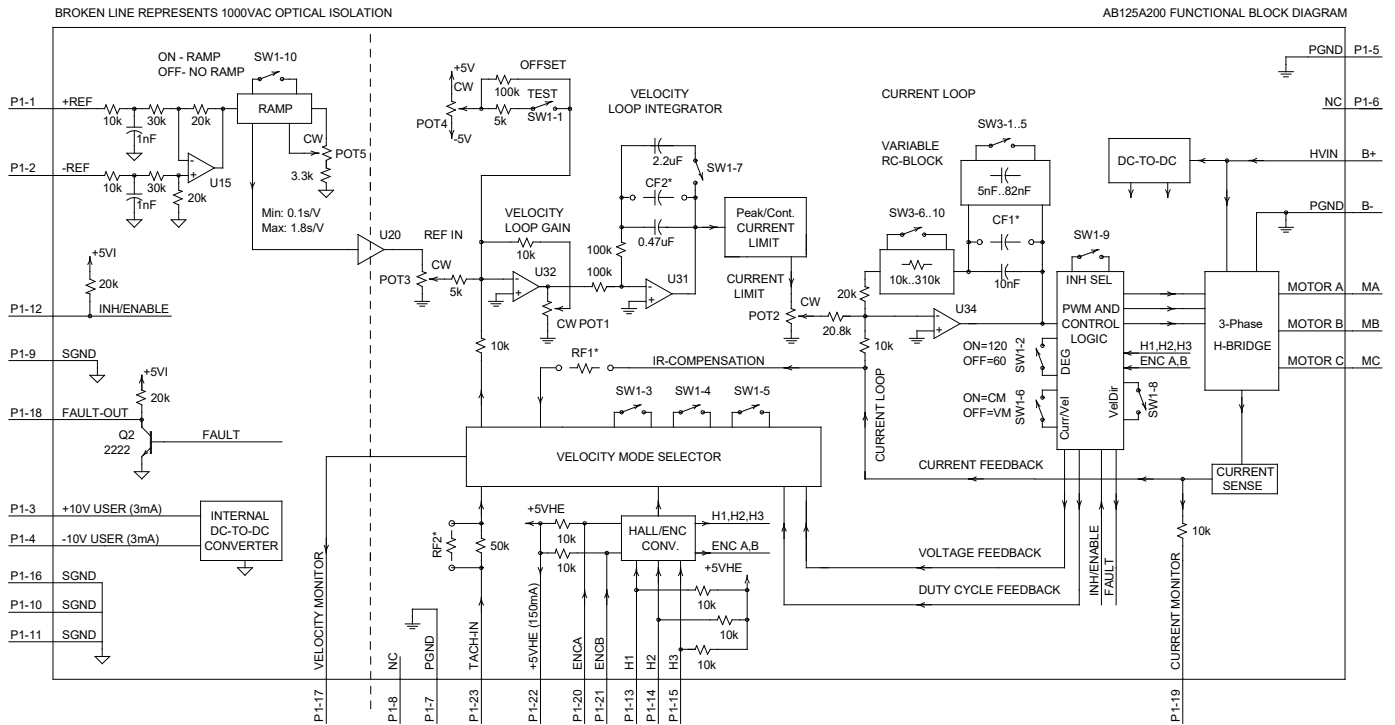 BROKEN LINE REPRESENTS 1000VAC OPTICAL ISOLATION
AB125A200 FUNCTIONAL BLOCK DIAGRAM
ON - RAMP
OFF- NO RAMP
SW1-10
P1-1
+REF
10k
30k
20k
1nF
RAMP
CW
POT5
3.3k
P1-2
-REF
10k
30k
20k
1nF
U15
Min: 0.1s/V
Max: 1.8s/V
+5VI
20k
P1-12
INH/ENABLE
P1-9
SGND
+5VI
20k
P1-18
FAULT-OUT
Q2
2222
FAULT
P1-3
+10V USER (3mA)
P1-4
-10V USER (3mA)
INTERNAL
DC-TO-DC
CONVERTER
P1-16
SGND
P1-10
SGND
P1-11
SGND
U20
REF IN
CW
POT3
5k
+5V
CW
POT4
-5V
OFFSET
100k
TEST
5k
SW1-1
VELOCITY
LOOP GAIN
10k
U32
CW POT1
10k
VELOCITY
LOOP INTEGRATOR
2.2uF
SW1-7
CF2*
0.47uF
100k
100k
U31
Peak/Cont.
CURRENT
LIMIT
CURRENT
LIMIT
CW
POT2
20.8k
CURRENT LOOP
SW3-1..5
VARIABLE
RC-BLOCK
5nF..82nF
SW3-6..10
CF1*
10k..310k
10nF
20k
U34
10k
RF1*
IR-COMPENSATION
CURRENT LOOP
SW1-3
SW1-4
SW1-5
VELOCITY MODE SELECTOR
SW1-9
INH SEL
PWM AND
CONTROL
LOGIC
ON=120
OFF=60
SW1-2
DEG
ON=CM
OFF=VM
SW1-6
Curr/Vel
VelDir
SW1-8
H1,H2,H3
ENC A,B
PGND
P1-5
NC
P1-6
DC-TO-DC
HVIN
B+
PGND
B-
3-Phase
H-BRIDGE
MOTOR A
MA
MOTOR B
MB
MOTOR C
MC
CURRENT FEEDBACK
CURRENT
SENSE
10k
VOLTAGE FEEDBACK
DUTY CYCLE FEEDBACK
INH/ENABLE
FAULT
CURRENT MONITOR
RF2*
50k
+5VHE
10k
10k
HALL/ENC
CONV.
H1,H2,H3
ENC A,B
+5VHE
10k
10k
10k
VELOCITY MONITOR
NC
PGND
TACH-IN
+5VHE (150mA)
ENCA
ENCB
H1
H2
H3
P1-17
P1-8
P1-7
P1-23
P1-22
P1-20
P1-21
P1-13
P1-14
P1-15
P1-19